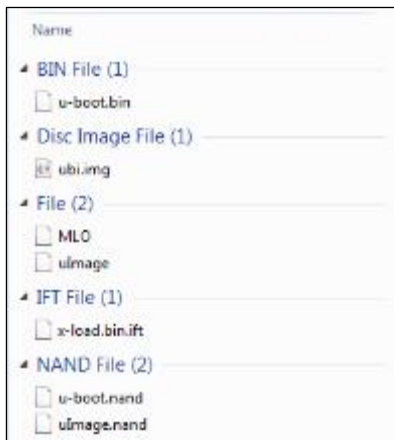 Name
BIN File (1)
u-boot.bin
Disc Image File (1)
ubi.img
File (2)
MLO
uImage
IFT File (1)
x-load.bin.ift
NAND File (2)
u-boot.nand
uImage.nand